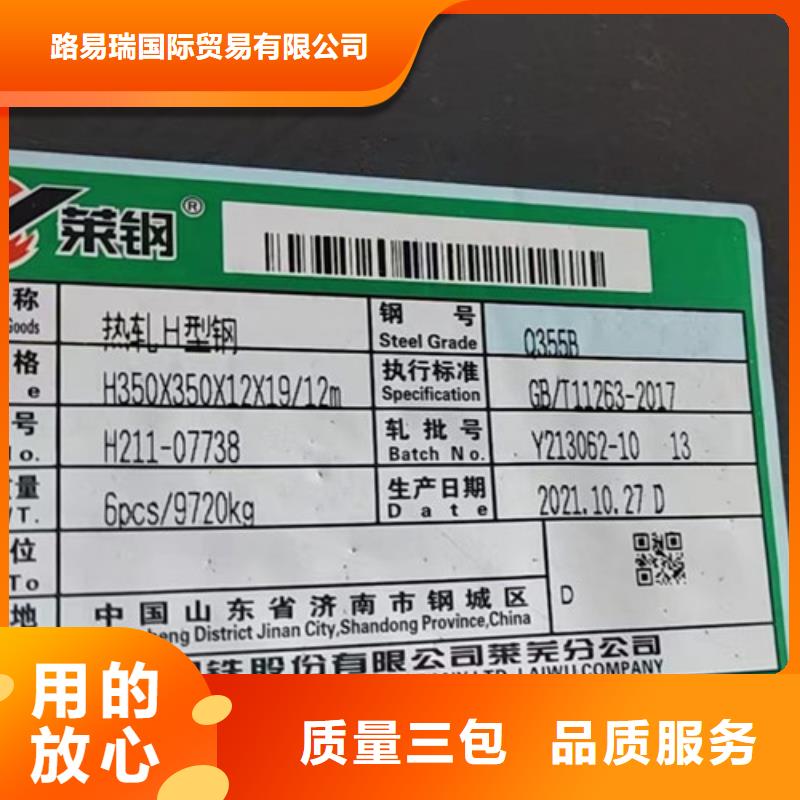 路易瑞国际贸易有限公司
莱钢®
称 热轧H型钢 钢号 Q355B
Goods Steel Grade
格 H350X350X12X19/12m 执行标准 GB/T11263-2017
e Specification
号 H211-07738 轧批号 Y213062-10 13
No. Batch No.
量 6pcs/9720kg 生产日期 2021.10.27 D
/T. Date
位
To D
地 中国山东省济南市钢城区
heng District Jinan City,Shandong Province,China
钢铁股份有限公司莱芜分公司
LTD. LAIWU COMPANY
用的
放心
质量三包 品质服务